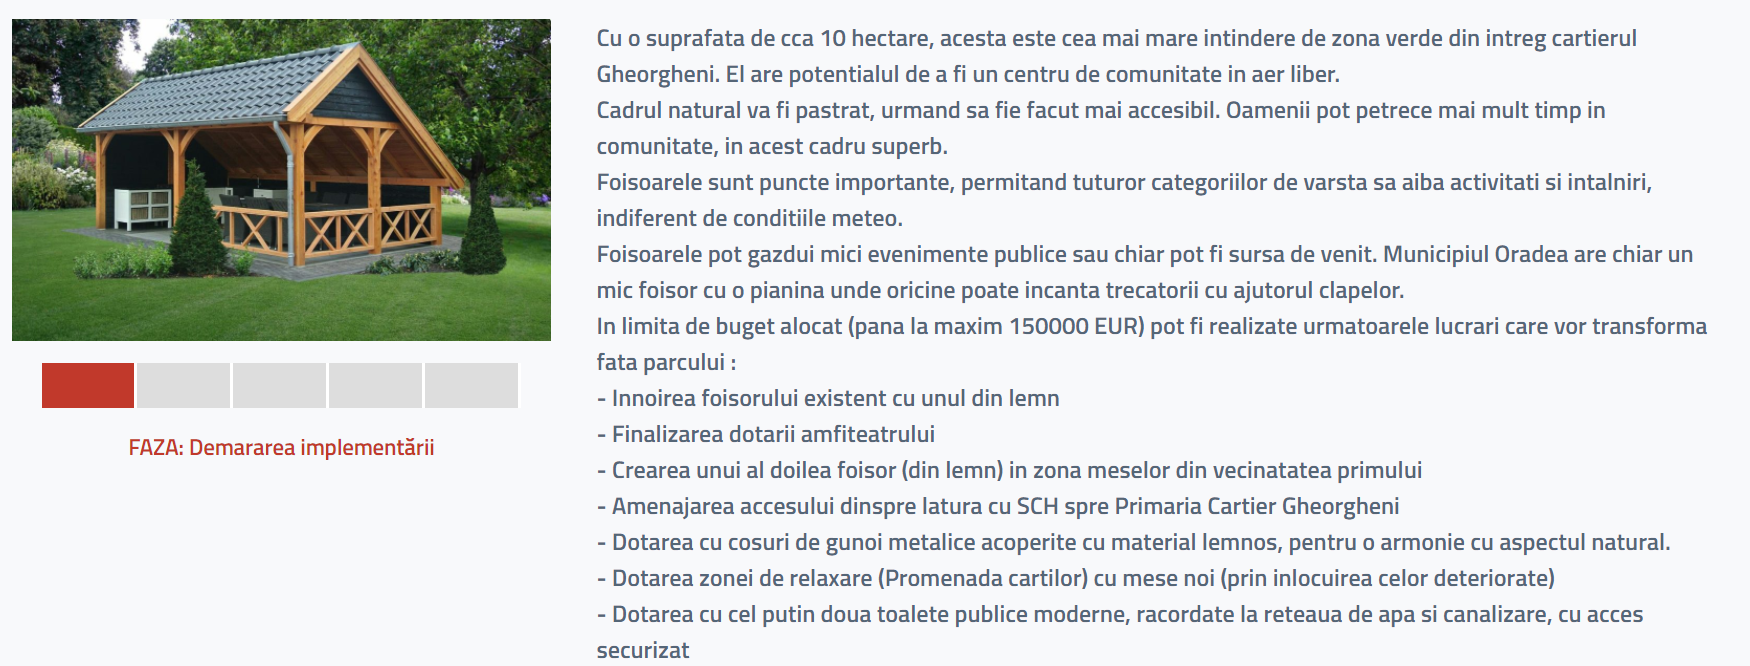 Cu o suprafata de cca 10 hectare, acesta este cea mai mare intindere de zona verde din intreg cartierul
Gheorgheni. El are potentialul de a fi un centru de comunitate in aer liber.
Cadrul natural va fi pastrat, urmand sa fie facut mai accesibil. Oamenii pot petrece mai mult timp in
comunitate, in acest cadru superb.
Foisoarele sunt puncte importante, permitand tuturor categoriilor de varsta sa aiba activitati si intalniri,
indiferent de conditiile meteo.
Foisoarele pot gazdui mici evenimente publice sau chiar pot fi sursa de venit. Municipiul Oradea are chiar un
mic foisor cu o pianina unde oricine poate incanta trecatorii cu ajutorul clapelor.
In limita de buget alocat (pana la maxim 150000 EUR) pot fi realizate urmatoarele lucrari care vor transforma
fata parcului :
- Innoirea foisorului existent cu unul din lemn
- Finalizarea dotarii amfiteatrului
- Crearea unui al doilea foisor (din lemn) in zona meselor din vecinatatea primului
- Amenajarea accesului dinspre latura cu SCH spre Primaria Cartier Gheorgheni
- Dotarea cu cosuri de gunoi metalice acoperite cu material lemnos, pentru o armonie cu aspectul natural.
- Dotarea zonei de relaxare (Promenada cartilor) cu mese noi (prin inlocuirea celor deteriorate)
- Dotarea cu cel putin doua toalete publice moderne, racordate la reteaua de apa si canalizare, cu acces
securizat
FAZA: Demararea implementării